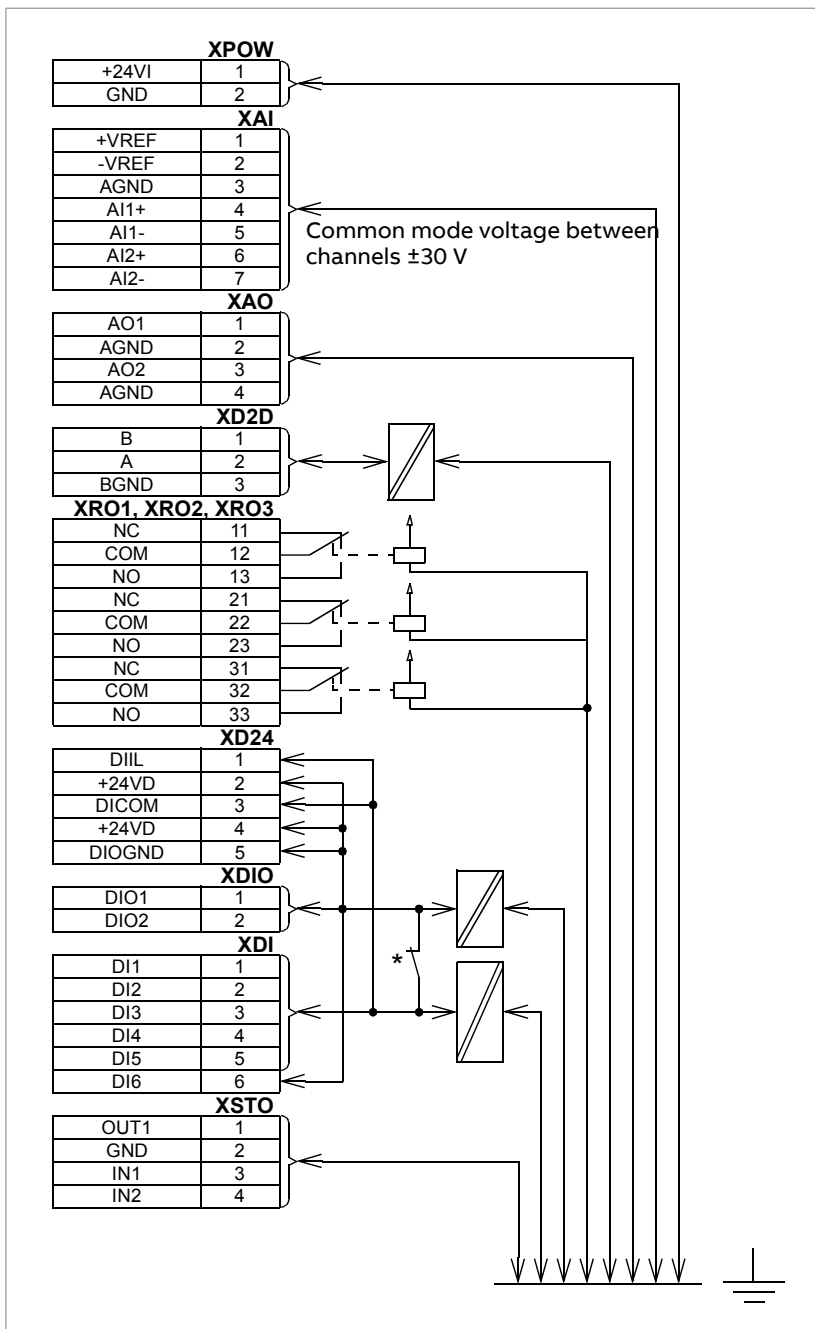 XPOW
+24VI 1
GND 2
XAI
+VREF 1
-VREF 2
AGND 3
AI1+ 4
AI1- 5
AI2+ 6
AI2- 7
Common mode voltage between
channels ±30 V
XAO
AO1 1
AGND 2
AO2 3
AGND 4
XD2D
B 1
A 2
BGND 3
XRO1, XRO2, XRO3
NC 11
COM 12
NO 13
NC 21
COM 22
NO 23
NC 31
COM 32
NO 33
XD24
DIIL 1
+24VD 2
DICOM 3
+24VD 4
DIOGND 5
XDIO
DIO1 1
DIO2 2
XDI
DI1 1
DI2 2
*
DI3 3
DI4 4
DI5 5
DI6 6
XSTO
OUT1 1
GND 2
IN1 3
IN2 4